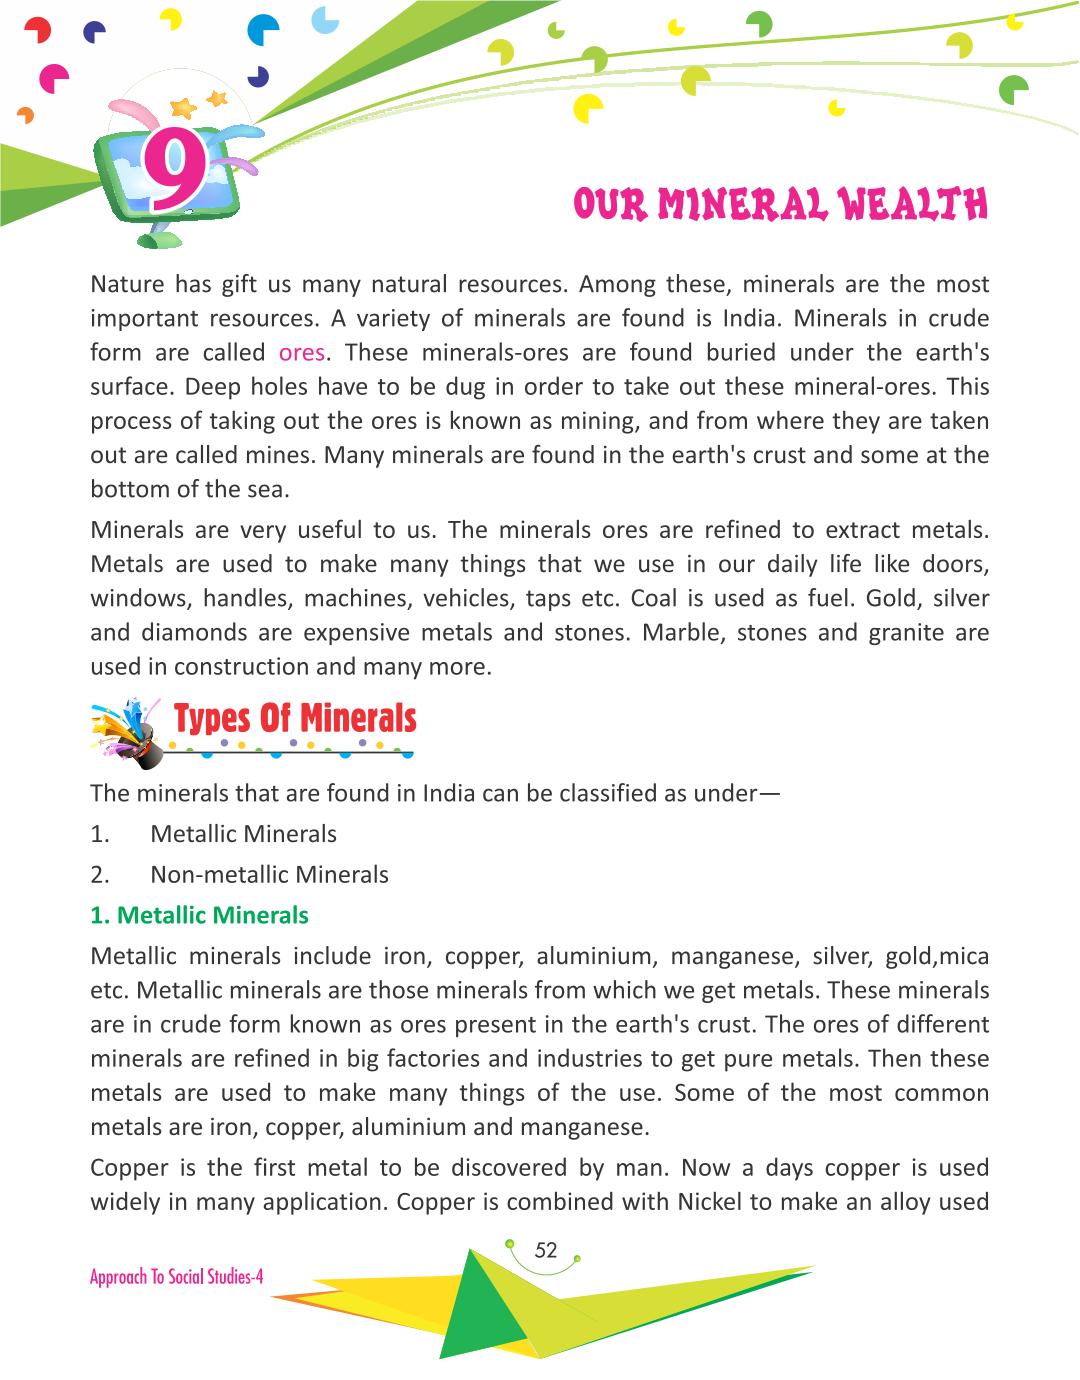 9
OUR MINERAL WEALTH
Nature has gift us many natural resources. Among these, minerals are the most
important resources. A variety of minerals are found is India. Minerals in crude
form are called ores. These minerals-ores are found buried under the earth's
surface. Deep holes have to be dug in order to take out these mineral-ores. This
process of taking out the ores is known as mining, and from where they are taken
out are called mines. Many minerals are found in the earth's crust and some at the
bottom of the sea.
Minerals are very useful to us. The minerals ores are refined to extract metals.
Metals are used to make many things that we use in our daily life like doors,
windows, handles, machines, vehicles, taps etc. Coal is used as fuel. Gold, silver
and diamonds are expensive metals and stones. Marble, stones and granite are
used in construction and many more.
Types Of Minerals
The minerals that are found in India can be classified as under—
1. Metallic Minerals
2. Non-metallic Minerals
1. Metallic Minerals
Metallic minerals include iron, copper, aluminium, manganese, silver, gold,mica
etc. Metallic minerals are those minerals from which we get metals. These minerals
are in crude form known as ores present in the earth's crust. The ores of different
minerals are refined in big factories and industries to get pure metals. Then these
metals are used to make many things of the use. Some of the most common
metals are iron, copper, aluminium and manganese.
Copper is the first metal to be discovered by man. Now a days copper is used
widely in many application. Copper is combined with Nickel to make an alloy used
52
Approach To Social Studies-4